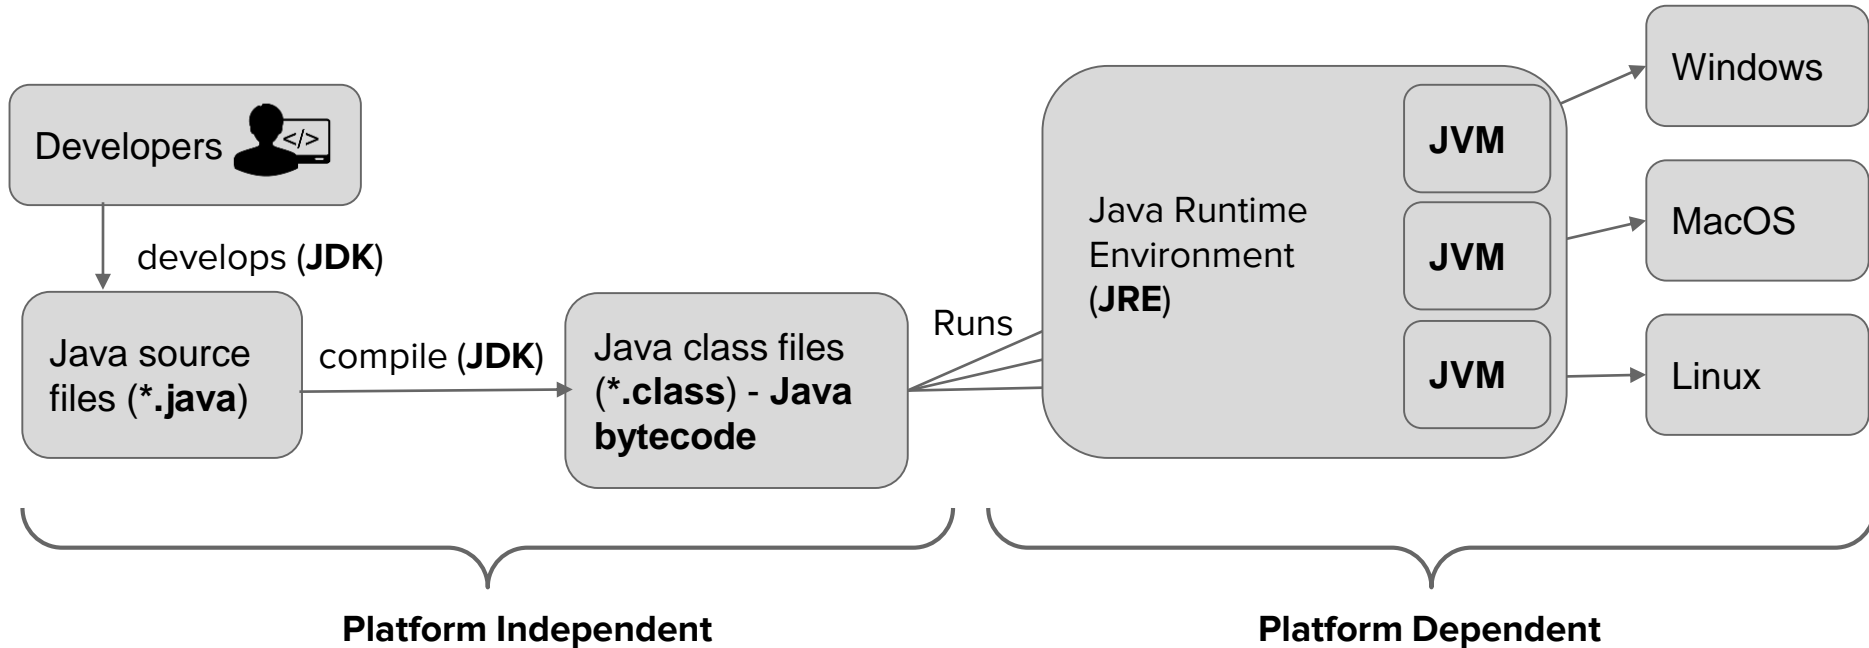 Developers
</>
develops (JDK)
Java source
files (*.java)
compile (JDK)
Java class files
(*.class) - Java
bytecode
Runs
Java Runtime
Environment
(JRE)
JVM
JVM
JVM
Windows
MacOS
Linux
Platform Independent
Platform Dependent